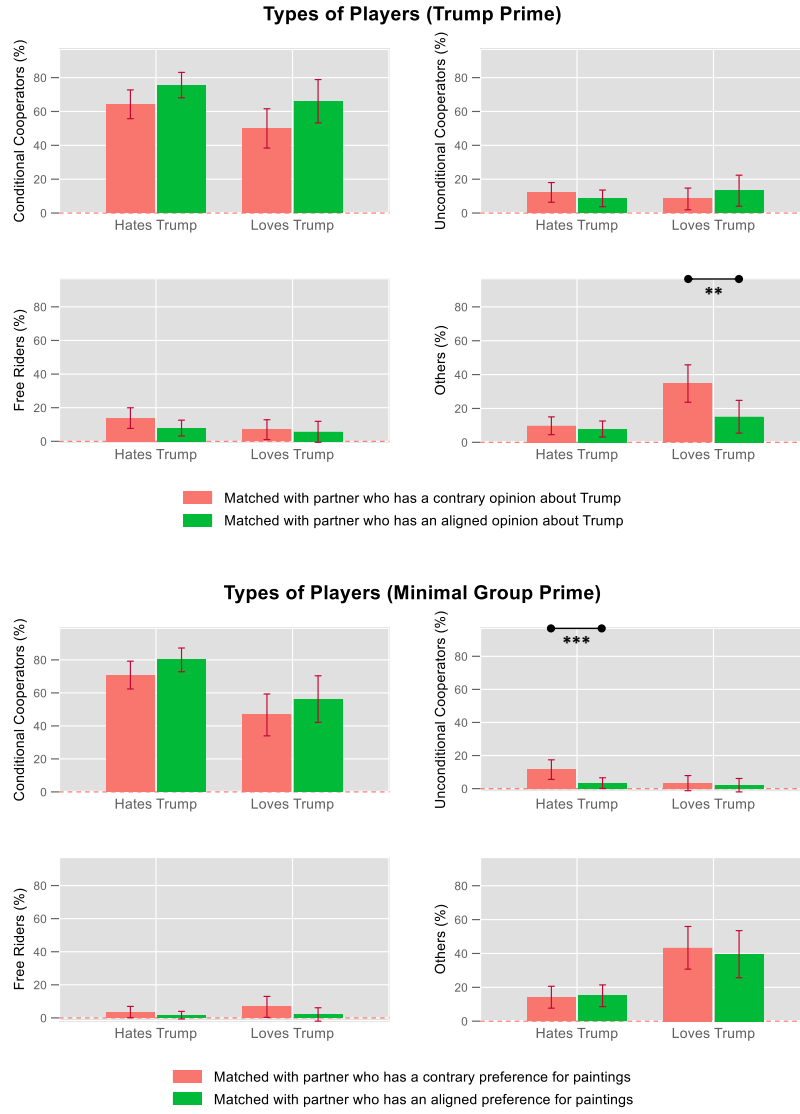 Types of Players (Trump Prime)
Conditional Cooperators (%)
80
60
40
20
0
Hates Trump
Loves Trump
Unconditional Cooperators (%)
80
60
40
20
0
Hates Trump
Loves Trump
Free Riders (%)
80
60
40
20
0
Hates Trump
Loves Trump
Others (%)
**
80
60
40
20
0
Hates Trump
Loves Trump
Matched with partner who has a contrary opinion about Trump
Matched with partner who has an aligned opinion about Trump
Types of Players (Minimal Group Prime)
Conditional Cooperators (%)
80
60
40
20
0
Hates Trump
Loves Trump
Unconditional Cooperators (%)
***
80
60
40
20
0
Hates Trump
Loves Trump
Free Riders (%)
80
60
40
20
0
Hates Trump
Loves Trump
Others (%)
80
60
40
20
0
Hates Trump
Loves Trump
Matched with partner who has a contrary preference for paintings
Matched with partner who has an aligned preference for paintings